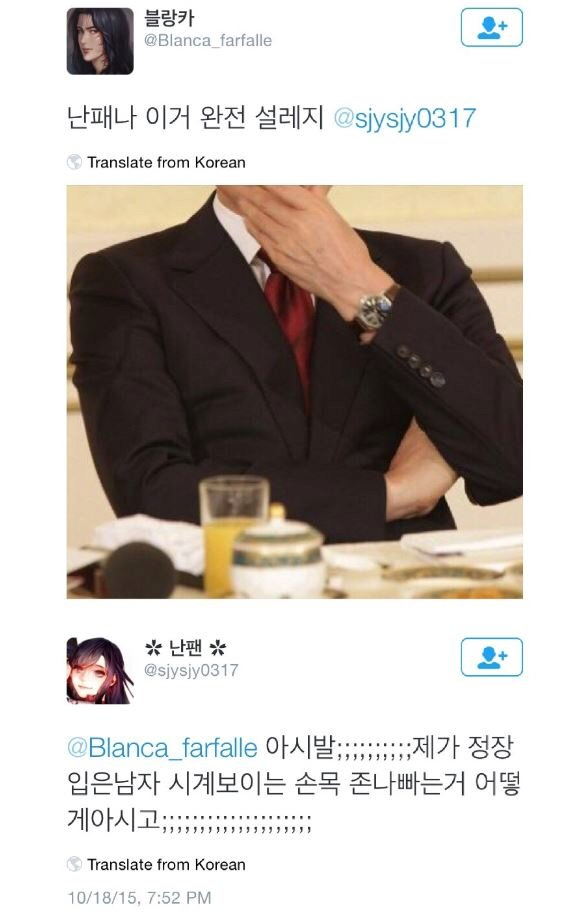 블랑카
@Blanca_farfalle
난패나 이거 완전 설레지 @sjysjy0317
Translate from Korean
✲ 난팬 ✲
@sjysjy0317
@Blanca_farfalle 아시발;;;;;;;;;;제가 정장
입은남자 시계보이는 손목 존나빠는거 어떻
게아시고;;;;;;;;;;;;;;;;;;;;
Translate from Korean
10/18/15, 7:52 PM